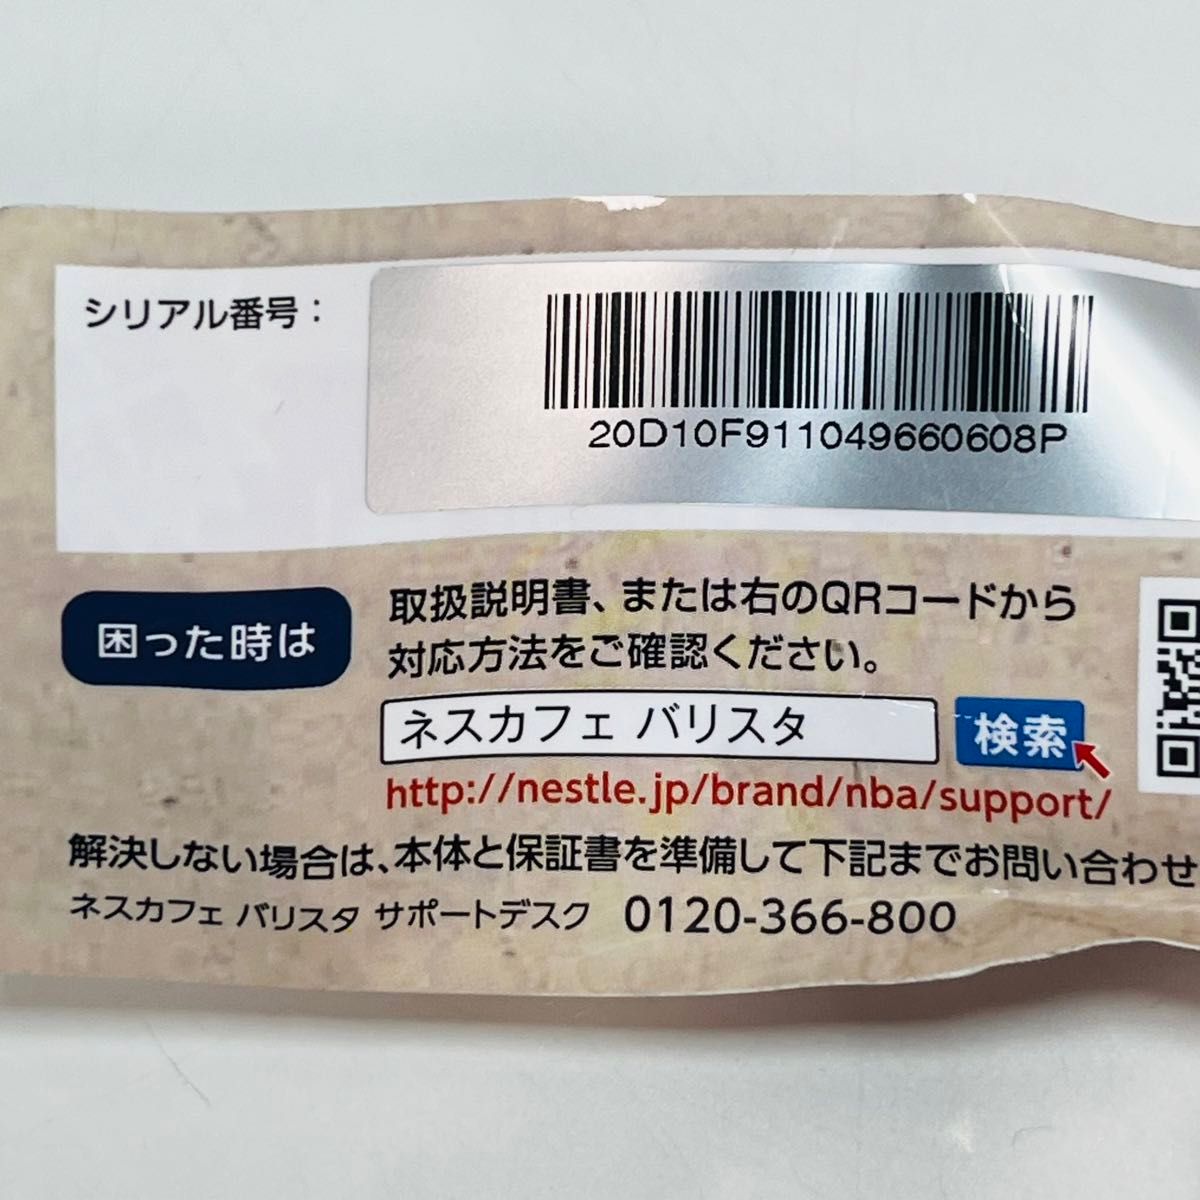 シリアル番号：
20D10F911049660608P
困った時は
取扱説明書、または右のQRコードから
対応方法をご確認ください。
ネスカフェ バリスタ 検索
http://nestle.jp/brand/nba/support/
解決しない場合は、本体と保証書を準備して下記までお問い合わせ
ネスカフェ バリスタ サポートデスク 0120-366-800